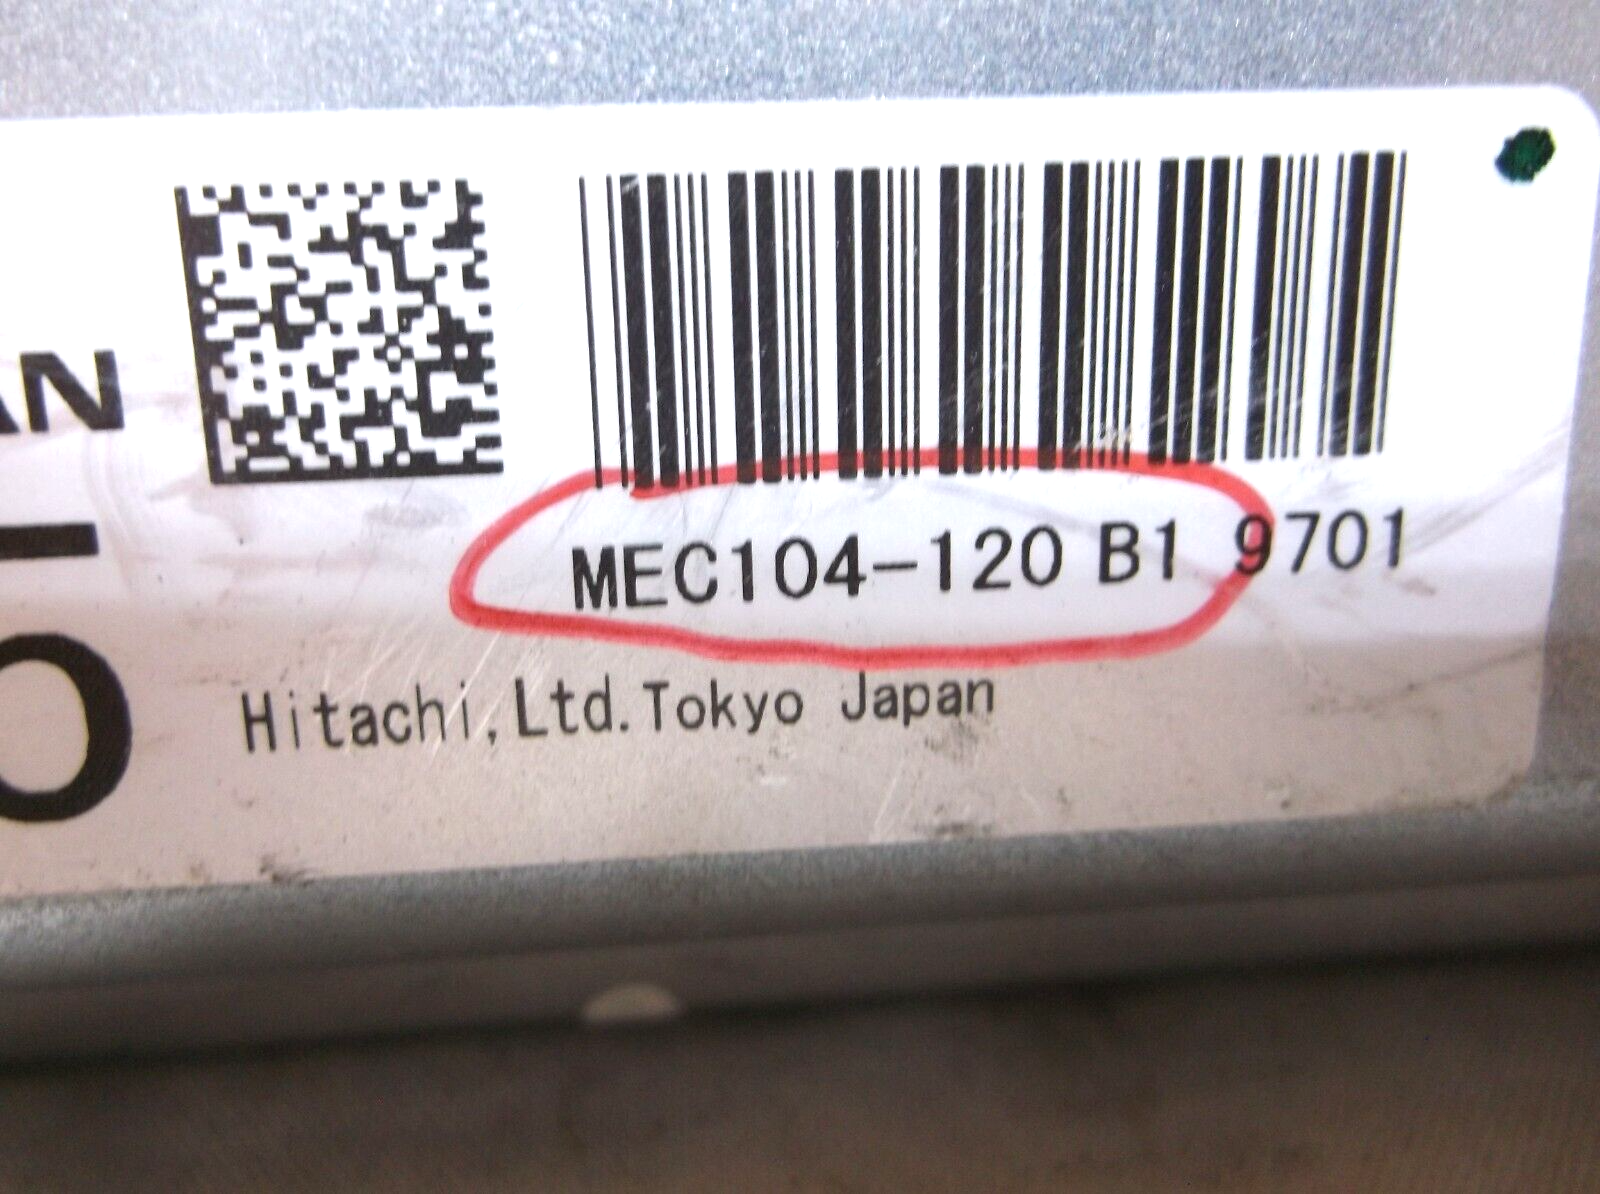 AN
MEC104-120 B1 9701
Hitachi, Ltd. Tokyo Japan